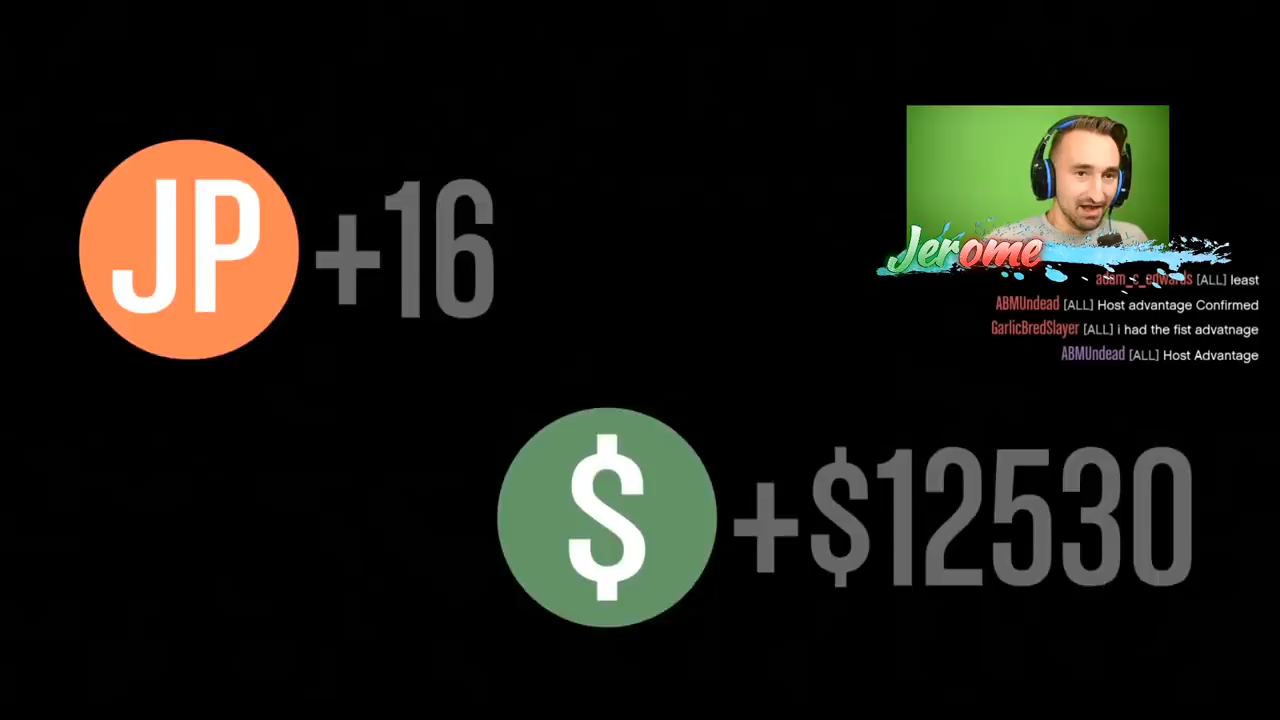 JP +16
Jerome
adam_c_edwards [ALL] least
ABMUndead [ALL] Host advantage Confirmed
GarlicBredSlayer [ALL] i had the fist advatnage
ABMUndead [ALL] Host Advantage
$ +$12530